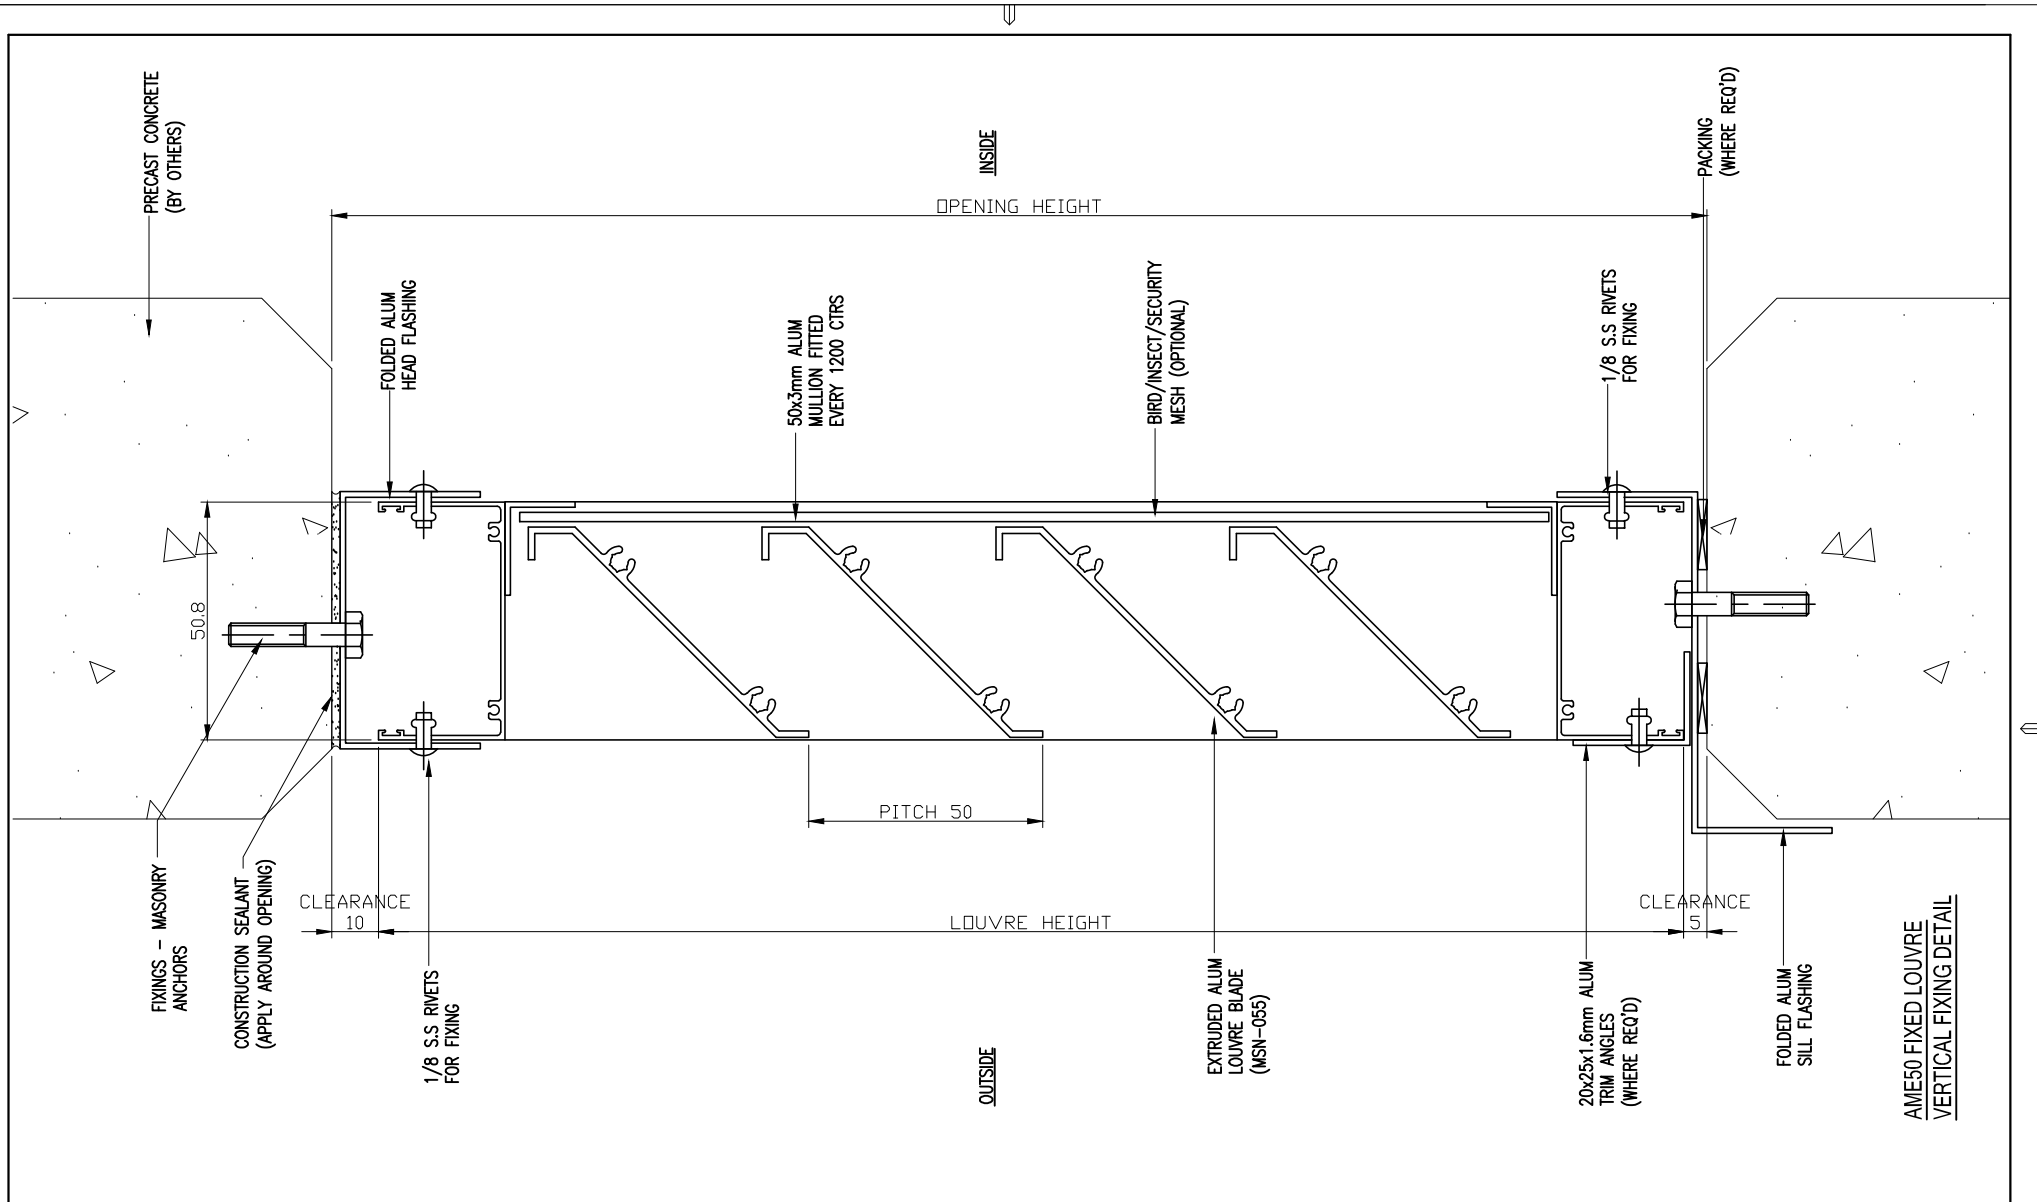 PRECAST CONCRETE
(BY OTHERS)
INSIDE
PACKING
(WHERE REQ'D)
OPENING HEIGHT
FOLDED ALUM
HEAD FLASHING
50x3mm ALUM
MULLION FITTED
EVERY 1200 CTRS
BIRD/INSECT/SECURITY
MESH (OPTIONAL)
1/8 S.S RIVETS
FOR FIXING
50.8
PITCH 50
CLEARANCE
10
LOUVRE HEIGHT
CLEARANCE
5
FIXINGS - MASONRY
ANCHORS
CONSTRUCTION SEALANT
(APPLY AROUND OPENING)
1/8 S.S RIVETS
FOR FIXING
OUTSIDE
EXTRUDED ALUM
LOUVRE BLADE
(MSN-055)
20x25x1.6mm ALUM
TRIM ANGLES
(WHERE REQ'D)
FOLDED ALUM
SILL FLASHING
AME50 FIXED LOUVRE
VERTICAL FIXING DETAIL